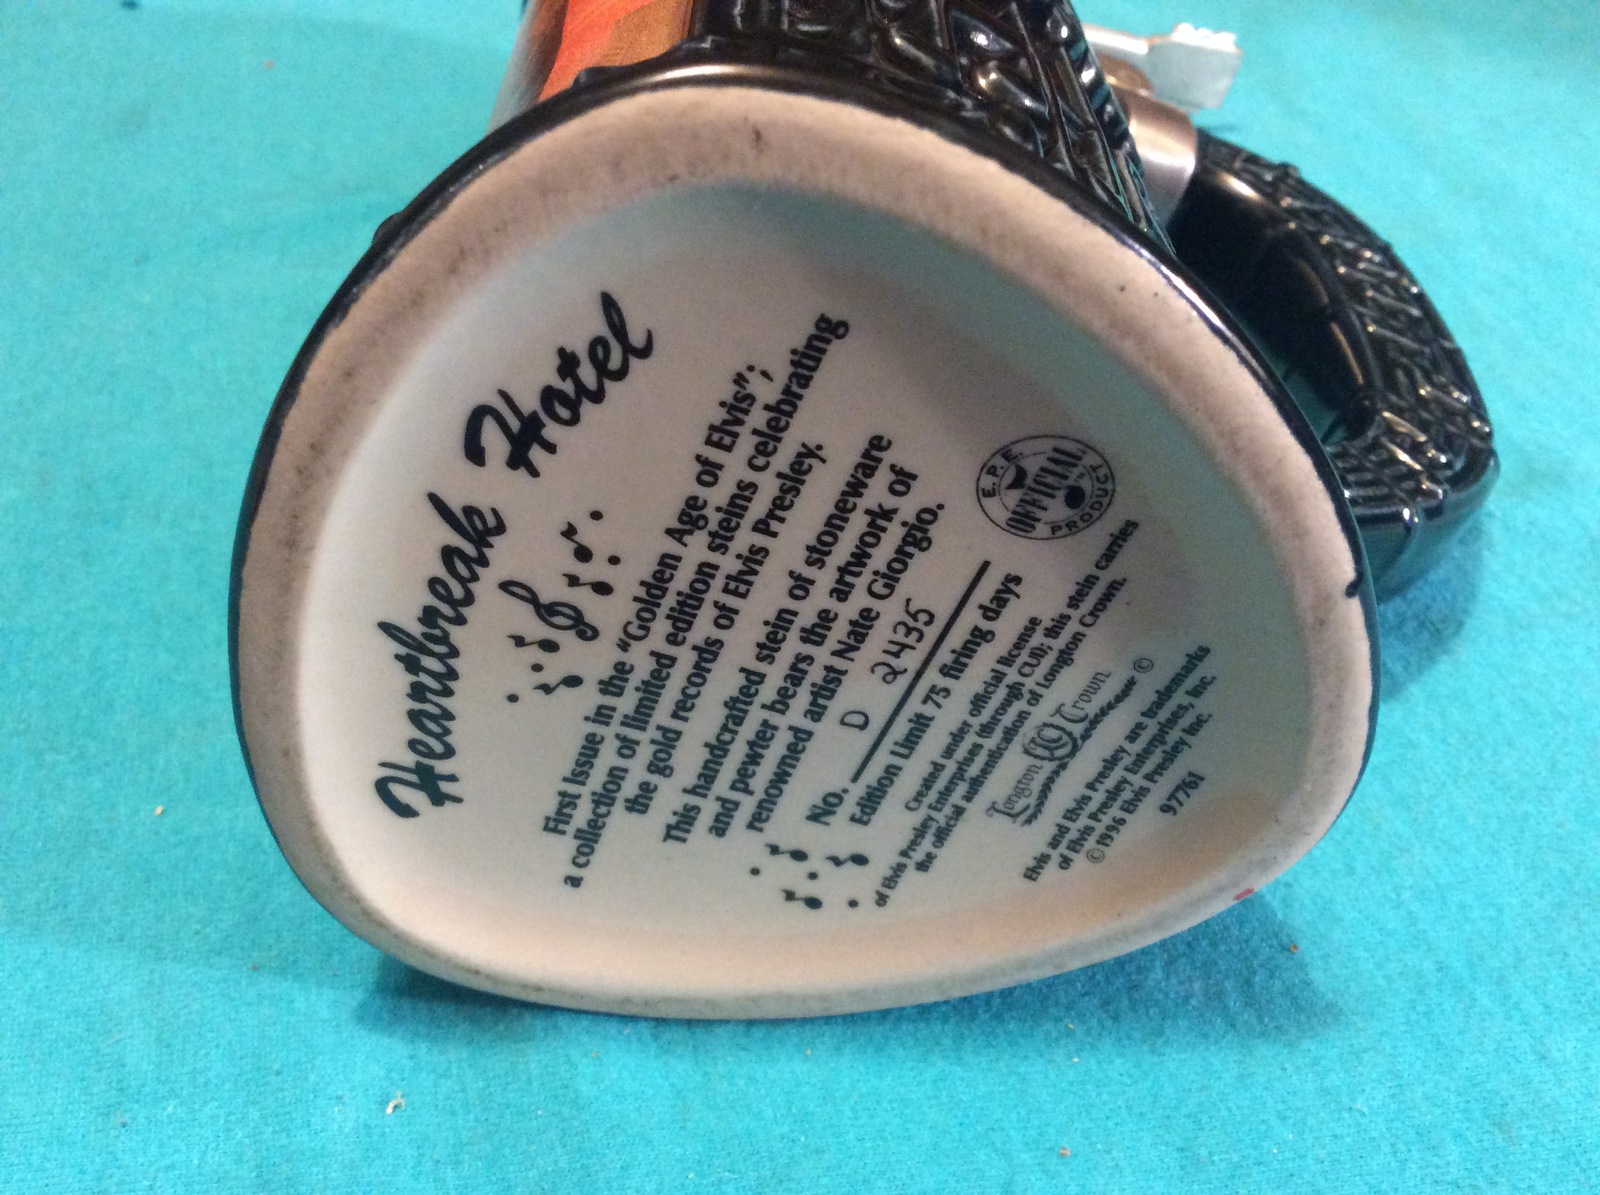 Heartbreak Hotel
First Issue in the “Golden Age of Elvis”;
a collection of limited edition steins celebrating
the gold records of Elvis Presley.
This handcrafted stein of stoneware
and pewter bears the artwork of
renowned artist Nate Giorgio.
No. D 2435
Edition Limit 75 firing days
E.P.E.
OFFICIAL
PRODUCT
Created under official license
of Elvis Presley Enterprises (through CUI); this stein carries
the official authentication of Longton Crown.
Longton LC Crown ©
Elvis and Elvis Presley are trademarks
of Elvis Presley Enterprises, Inc.
© 1996 Elvis Presley Inc.
97761